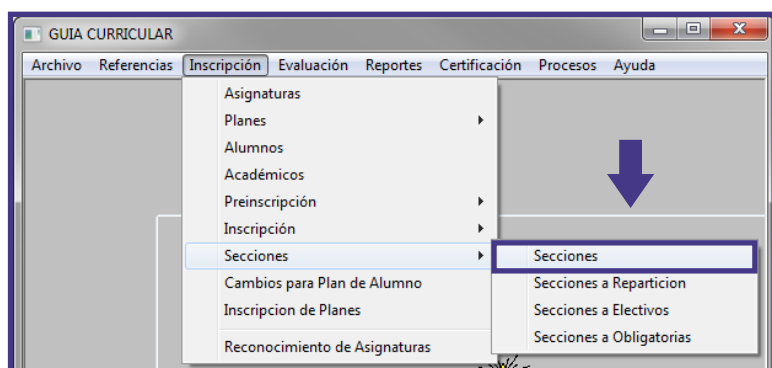 GUIA CURRICULAR
Archivo Referencias Inscripción Evaluación Reportes Certificación Procesos Ayuda
Asignaturas
Planes
Alumnos
Académicos
Preinscripción
Inscripción
Secciones
Cambios para Plan de Alumno
Inscripcion de Planes
Reconocimiento de Asignaturas
Secciones
Secciones a Reparticion
Secciones a Electivos
Secciones a Obligatorias